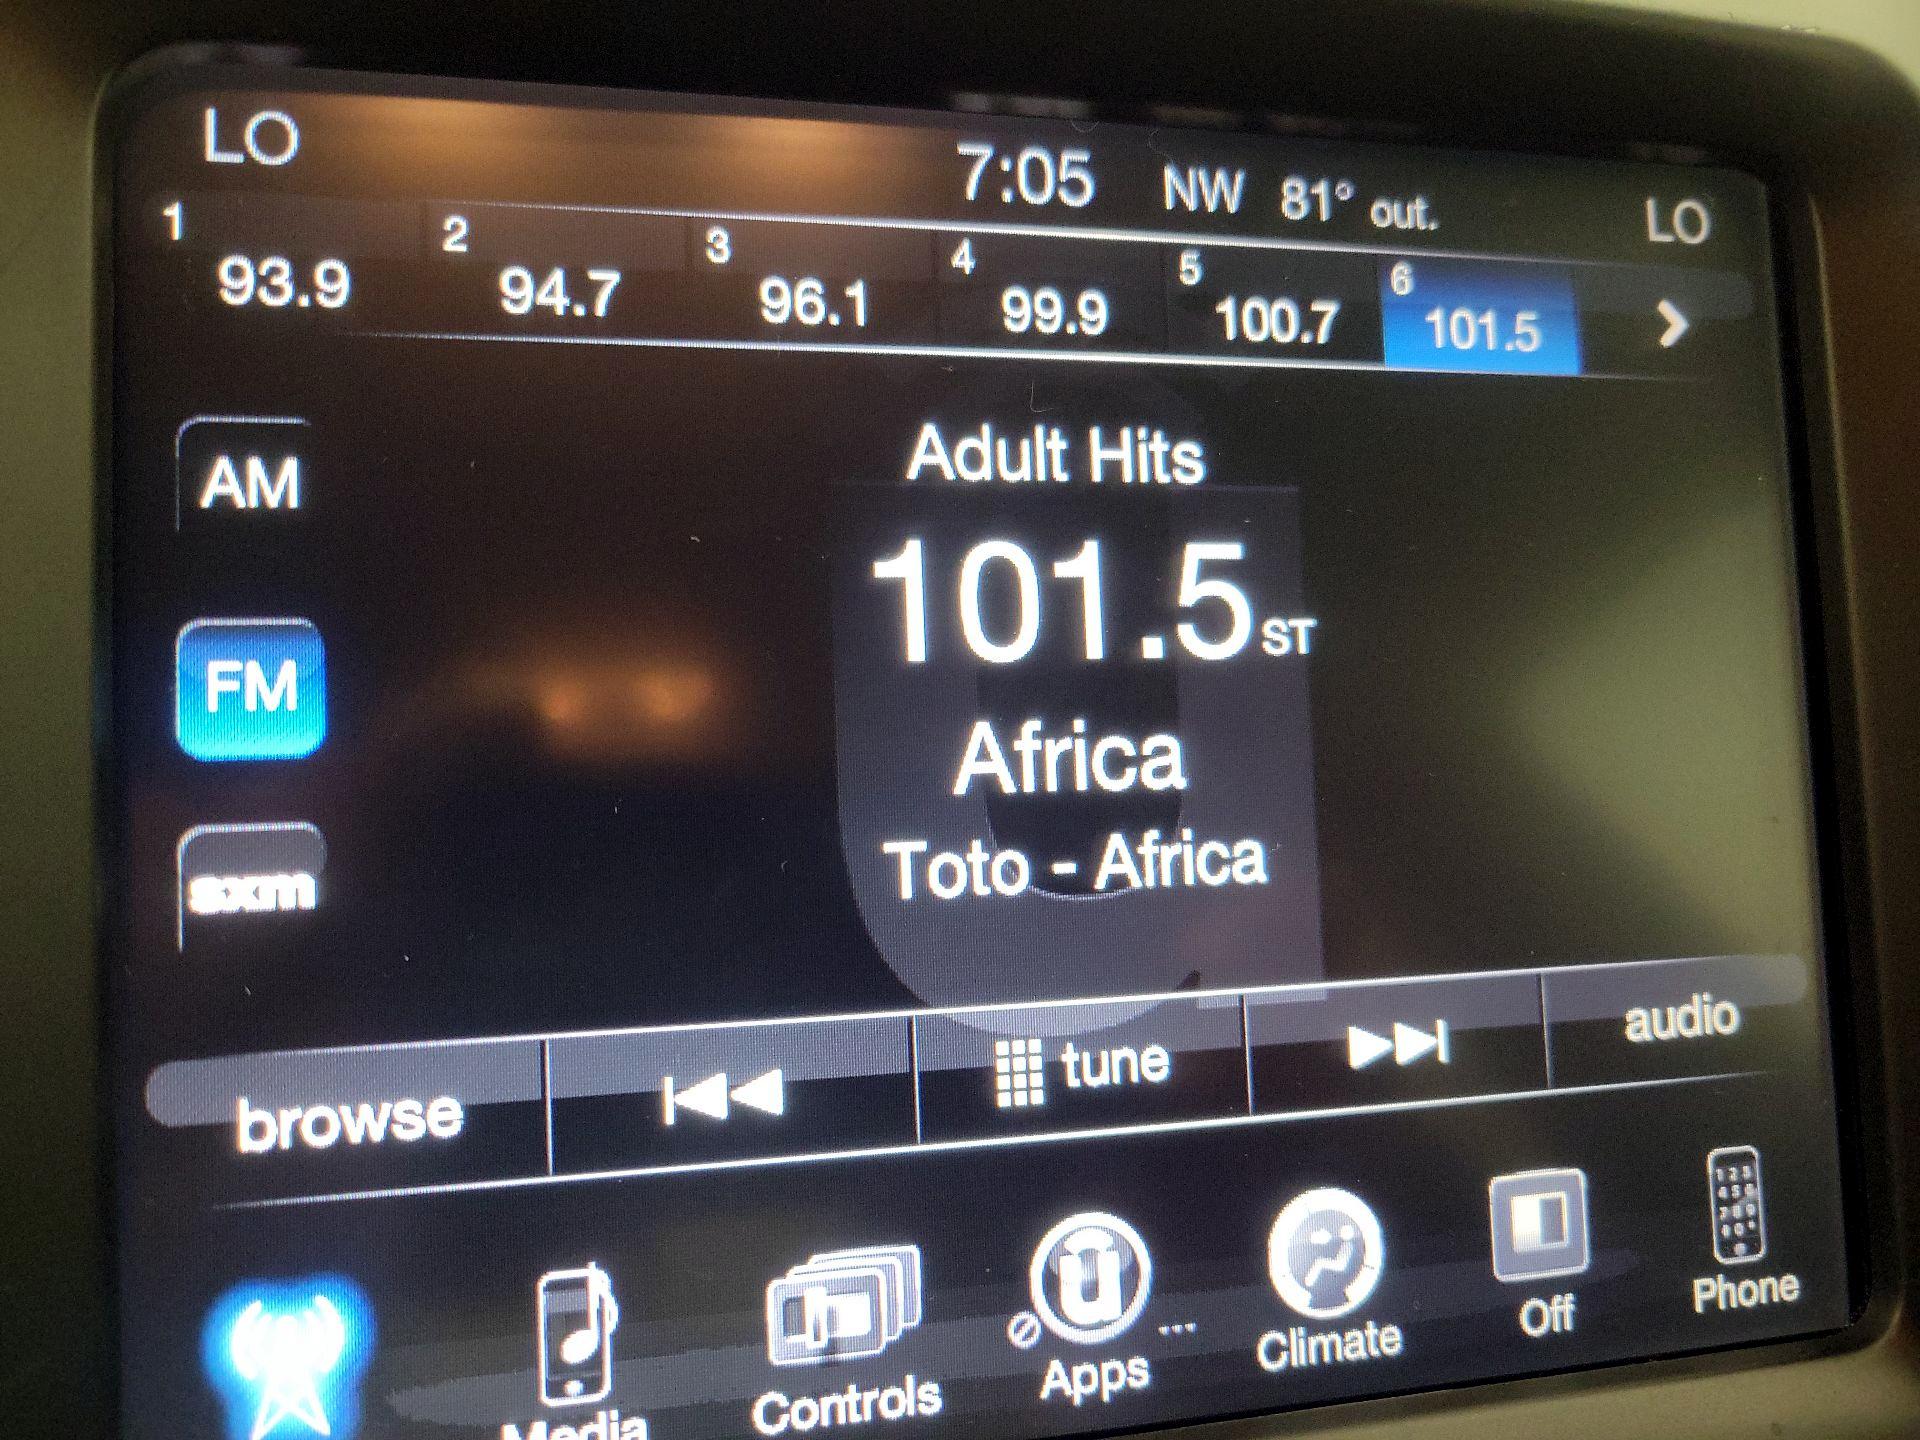 LO 7:05 NW 81° out. LO
1 93.9 2 94.7 3 96.1 4 99.9 5 100.7 6 101.5
AM
Adult Hits
101.5 ST
FM
Africa
Toto - Africa
sxm
browse tune audio
Media Controls Apps ... Climate Off Phone